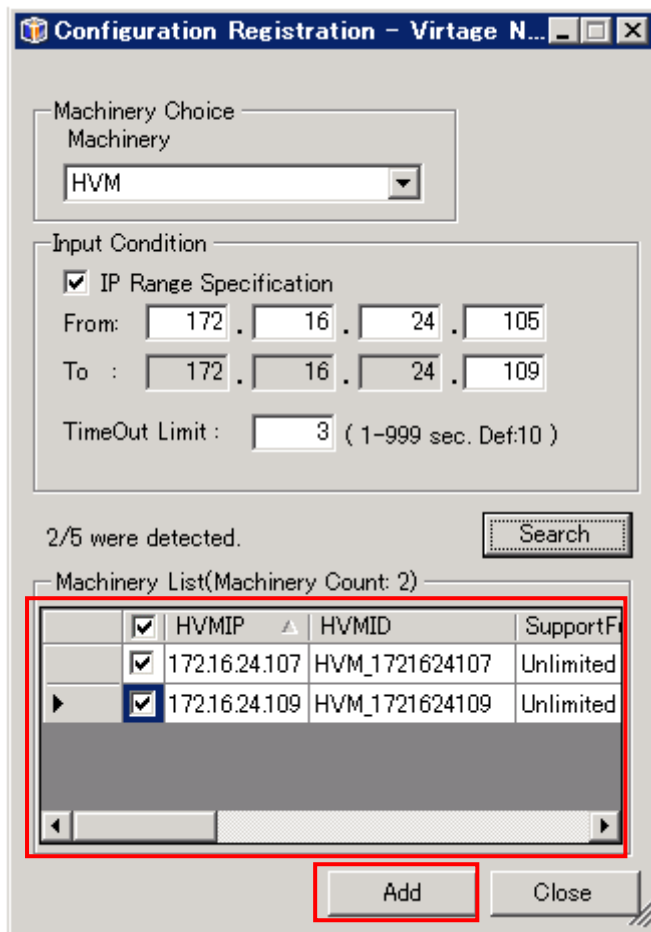 Configuration Registration - Virtage N...
Machinery Choice
Machinery
HVM
Input Condition
IP Range Specification
From: 172 . 16 . 24 . 105
To : 172 . 16 . 24 . 109
TimeOut Limit : 3 ( 1-999 sec. Def:10 )
2/5 were detected. Search
Machinery List(Machinery Count: 2)
HVMIP HVMID SupportF
172.16.24.107 HVM_1721624107 Unlimited
172.16.24.109 HVM_1721624109 Unlimited
Add Close